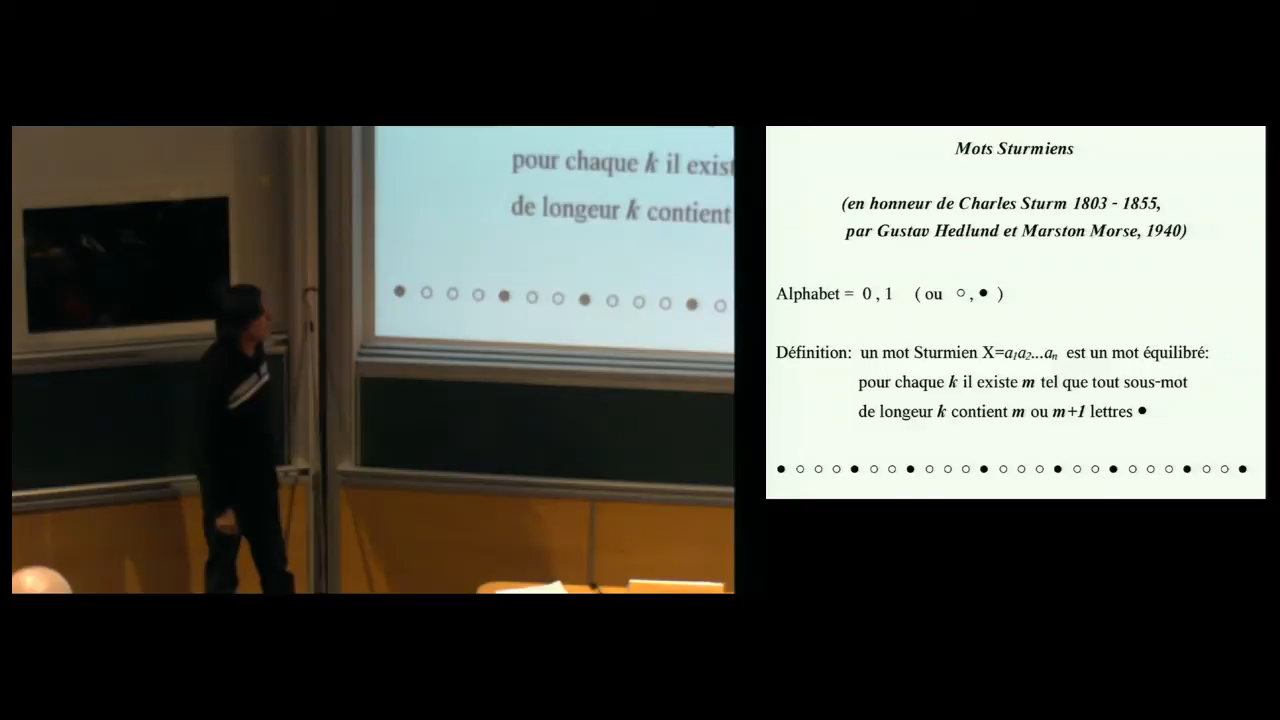 pour chaque k il exist
de longeur k contient
Mots Sturmiens
(en honneur de Charles Sturm 1803 - 1855,
par Gustav Hedlund et Marston Morse, 1940)
Alphabet = 0 , 1 ( ou ○ , ● )
Définition: un mot Sturmien X=a₁a₂...aₙ est un mot équilibré:
pour chaque k il existe m tel que tout sous-mot
de longeur k contient m ou m+1 lettres ●